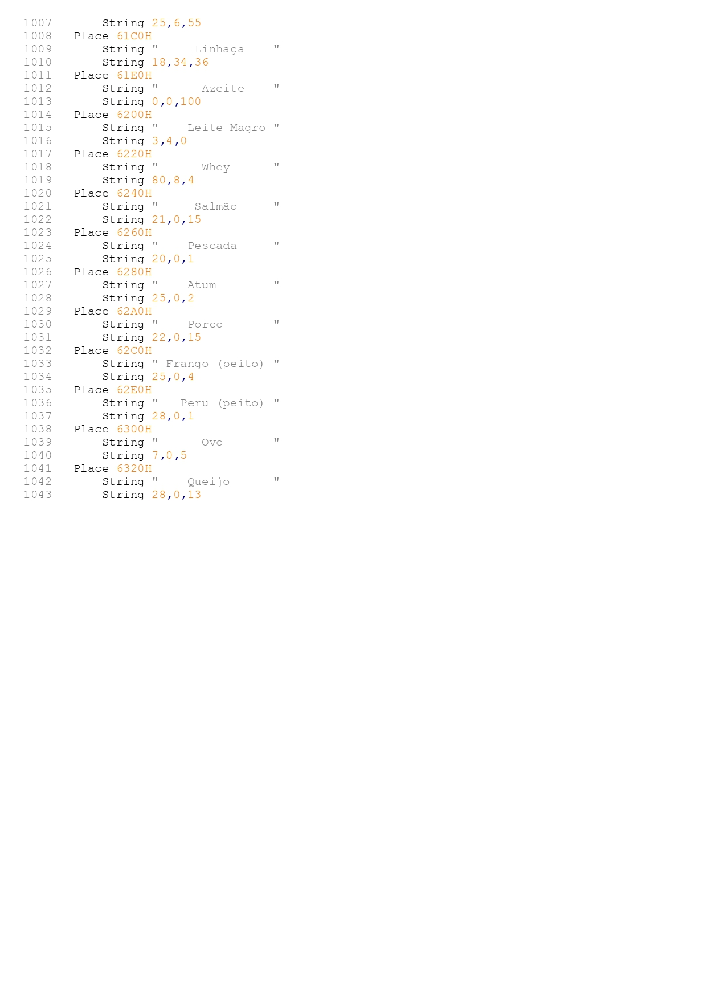 1007       String 25,6,55
1008   Place 61C0H
1009       String "     Linhaça    "
1010       String 18,34,36
1011   Place 61E0H
1012       String "      Azeite    "
1013       String 0,0,100
1014   Place 6200H
1015       String "    Leite Magro "
1016       String 3,4,0
1017   Place 6220H
1018       String "      Whey      "
1019       String 80,8,4
1020   Place 6240H
1021       String "     Salmão     "
1022       String 21,0,15
1023   Place 6260H
1024       String "    Pescada     "
1025       String 20,0,1
1026   Place 6280H
1027       String "    Atum        "
1028       String 25,0,2
1029   Place 62A0H
1030       String "    Porco       "
1031       String 22,0,15
1032   Place 62C0H
1033       String " Frango (peito) "
1034       String 25,0,4
1035   Place 62E0H
1036       String "   Peru (peito) "
1037       String 28,0,1
1038   Place 6300H
1039       String "      Ovo       "
1040       String 7,0,5
1041   Place 6320H
1042       String "    Queijo      "
1043       String 28,0,13